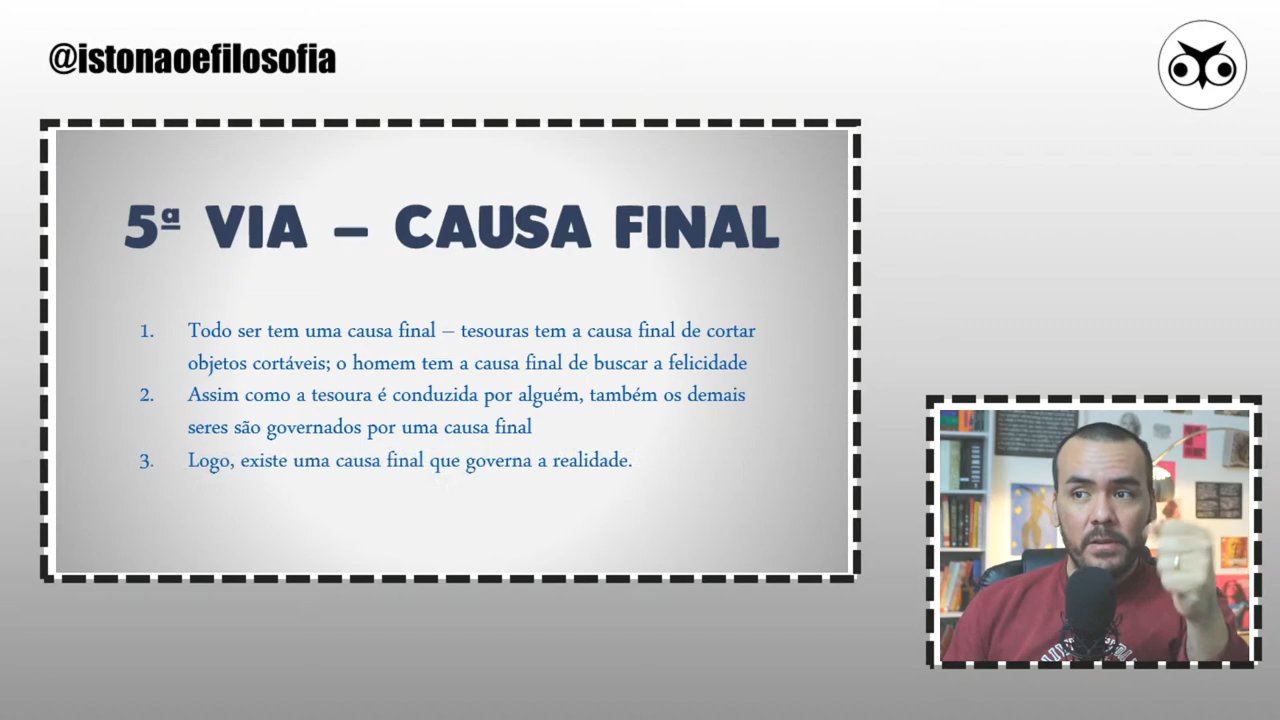 @istonaoefilosofia
5ª VIA – CAUSA FINAL
1. Todo ser tem uma causa final – tesouras tem a causa final de cortar
objetos cortáveis; o homem tem a causa final de buscar a felicidade
2. Assim como a tesoura é conduzida por alguém, também os demais
seres são governados por uma causa final
3. Logo, existe uma causa final que governa a realidade.